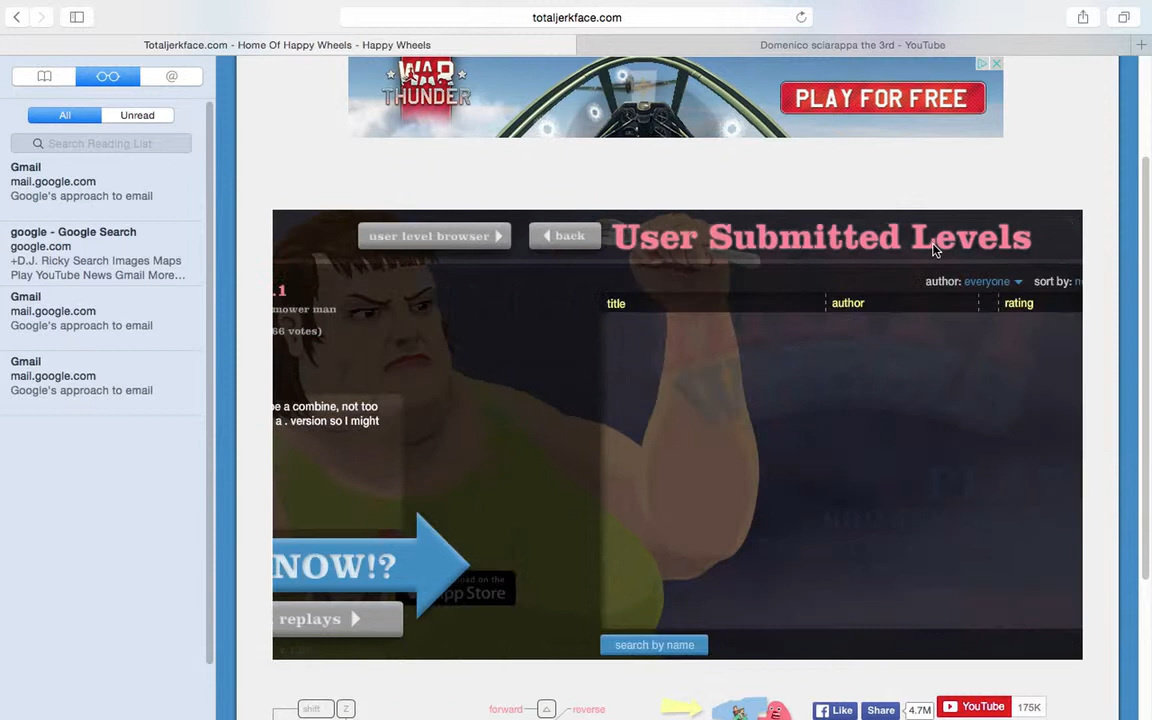 totaljerkface.com
Totaljerkface.com - Home Of Happy Wheels - Happy Wheels
Domenico sciarappa the 3rd - YouTube
@
All
Unread
Search Reading List
Gmail
mail.google.com
Google's approach to email
google - Google Search
google.com
+D.J. Ricky Search Images Maps
Play YouTube News Gmail More...
Gmail
mail.google.com
Google's approach to email
Gmail
mail.google.com
Google's approach to email
WAR
THUNDER
PLAY FOR FREE
user level browser
back
User Submitted Levels
.1
mower man
66 votes)
author: everyone
sort by:
title
author
rating
be a combine, not too
a . version so I might
NOW!?
App Store
replays
search by name
shift
Z
forward
reverse
Like
Share
4.7M
YouTube
175K